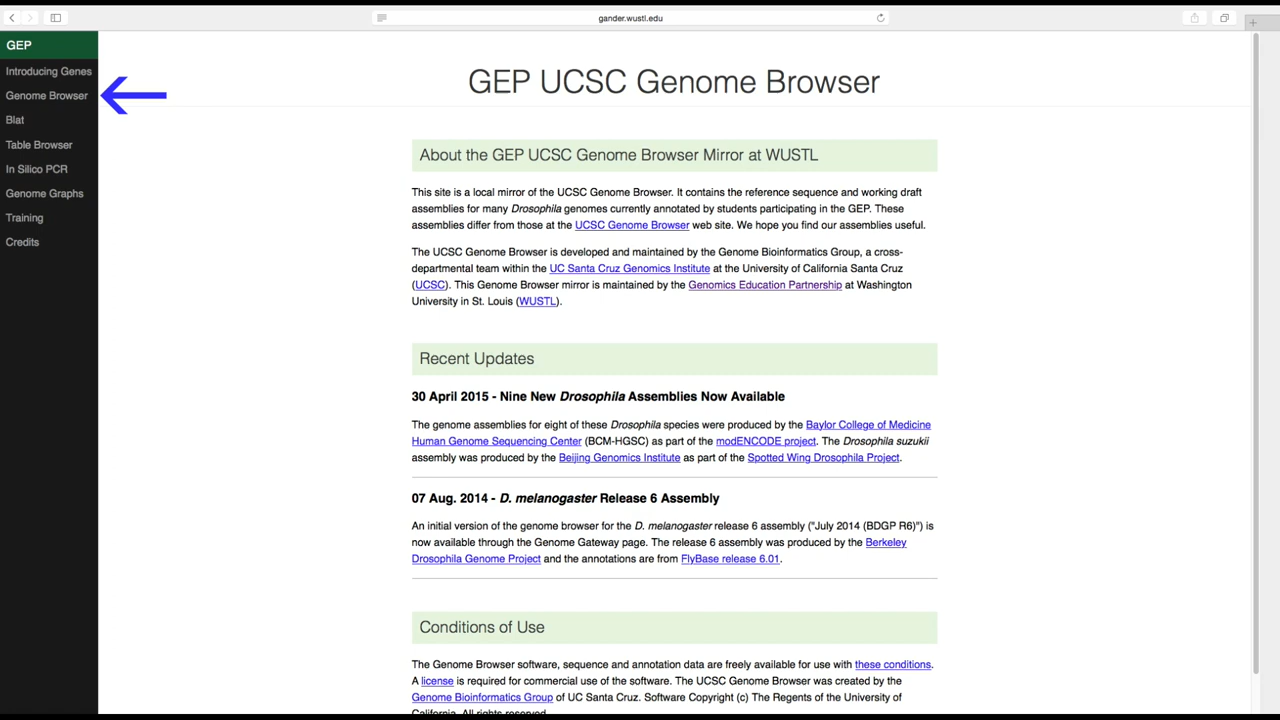 gander.wustl.edu
GEP
Introducing Genes
Genome Browser
Blat
Table Browser
In Silico PCR
Genome Graphs
Training
Credits
GEP UCSC Genome Browser
About the GEP UCSC Genome Browser Mirror at WUSTL
This site is a local mirror of the UCSC Genome Browser. It contains the reference sequence and working draft
assemblies for many Drosophila genomes currently annotated by students participating in the GEP. These
assemblies differ from those at the UCSC Genome Browser web site. We hope you find our assemblies useful.
The UCSC Genome Browser is developed and maintained by the Genome Bioinformatics Group, a cross-
departmental team within the UC Santa Cruz Genomics Institute at the University of California Santa Cruz
(UCSC). This Genome Browser mirror is maintained by the Genomics Education Partnership at Washington
University in St. Louis (WUSTL).
Recent Updates
30 April 2015 - Nine New Drosophila Assemblies Now Available
The genome assemblies for eight of these Drosophila species were produced by the Baylor College of Medicine
Human Genome Sequencing Center (BCM-HGSC) as part of the modENCODE project. The Drosophila suzukii
assembly was produced by the Beijing Genomics Institute as part of the Spotted Wing Drosophila Project.
07 Aug. 2014 - D. melanogaster Release 6 Assembly
An initial version of the genome browser for the D. melanogaster release 6 assembly ("July 2014 (BDGP R6)") is
now available through the Genome Gateway page. The release 6 assembly was produced by the Berkeley
Drosophila Genome Project and the annotations are from FlyBase release 6.01.
Conditions of Use
The Genome Browser software, sequence and annotation data are freely available for use with these conditions.
A license is required for commercial use of the software. The UCSC Genome Browser was created by the
Genome Bioinformatics Group of UC Santa Cruz. Software Copyright (c) The Regents of the University of
California. All rights reserved.